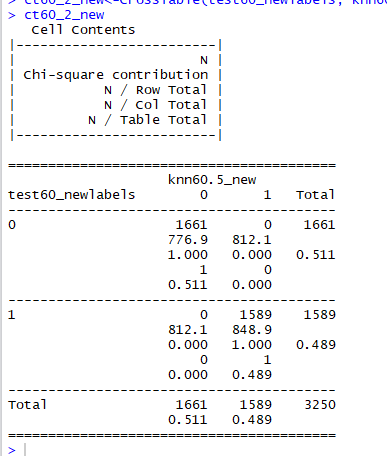 > ct60_2_new<-CrossTable(test60_newlabels, knn60
> ct60_2_new
   Cell Contents
|-------------------------|
|                       N |
| Chi-square contribution |
|           N / Row Total |
|           N / Col Total |
|         N / Table Total |
|-------------------------|

=========================================
                    knn60.5_new
test60_newlabels        0       1   Total
-----------------------------------------
0                    1661       0    1661
                    776.9   812.1
                    1.000   0.000   0.511
                        1       0
                    0.511   0.000
-----------------------------------------
1                       0    1589    1589
                    812.1   848.9
                    0.000   1.000   0.489
                        0       1
                    0.000   0.489
-----------------------------------------
Total                1661    1589    3250
                    0.511   0.489
=========================================
>